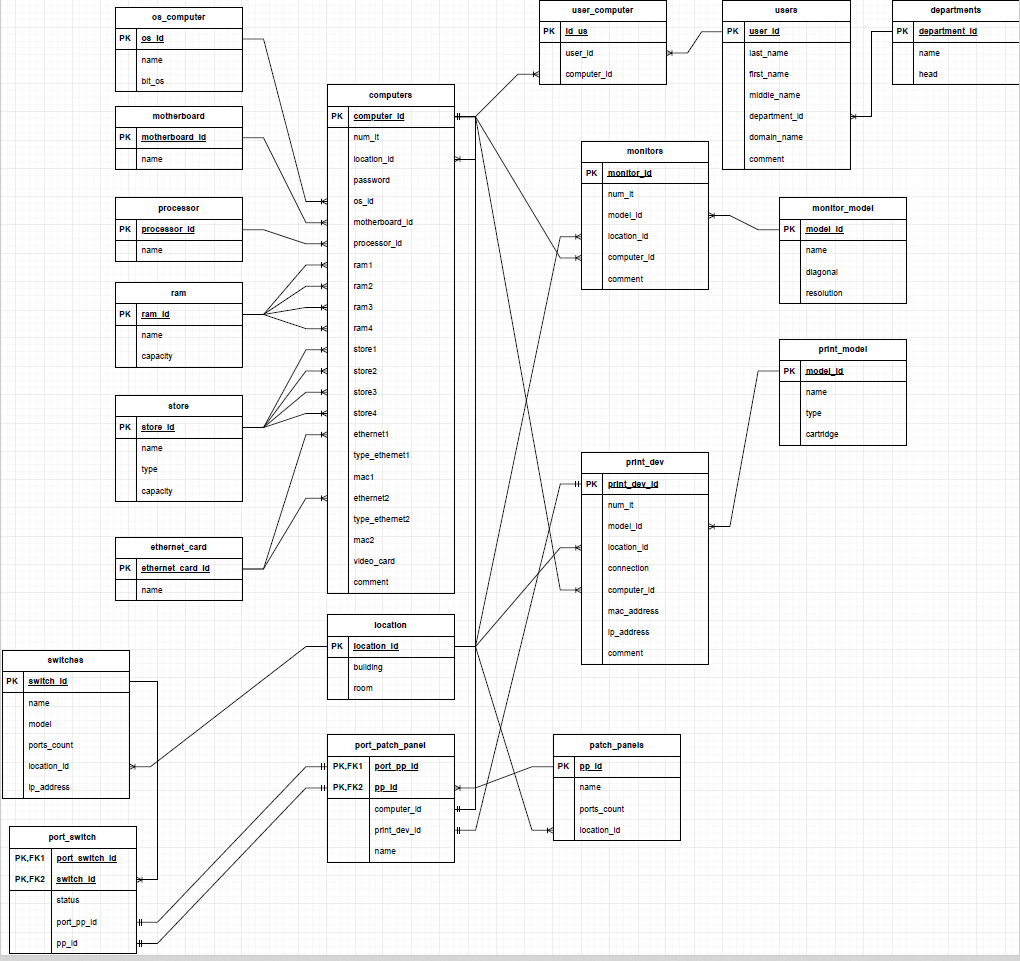 os_computer
PK os_id
name
bit_os
motherboard
PK motherboard_id
name
processor
PK processor_id
name
ram
PK ram_id
name
capacity
store
PK store_id
name
type
capacity
ethernet_card
PK ethernet_card_id
name
switches
PK switch_id
name
model
ports_count
location_id
ip_address
port_switch
PK,FK1 port_switch_id
PK,FK2 switch_id
status
port_pp_id
pp_id
computers
PK computer_id
num_it
location_id
password
os_id
motherboard_id
processor_id
ram1
ram2
ram3
ram4
store1
store2
store3
store4
ethernet1
type_ethernet1
mac1
ethernet2
type_ethernet2
mac2
video_card
comment
location
PK location_id
building
room
port_patch_panel
PK,FK1 port_pp_id
PK,FK2 pp_id
computer_id
print_dev_id
name
user_computer
PK id_us
user_id
computer_id
users
PK user_id
last_name
first_name
middle_name
department_id
domain_name
comment
departments
PK department_id
name
head
monitors
PK monitor_id
num_it
model_id
location_id
computer_id
comment
monitor_model
PK model_id
name
diagonal
resolution
print_model
PK model_id
name
type
cartridge
print_dev
PK print_dev_id
num_it
model_id
location_id
connection
computer_id
mac_address
ip_address
comment
patch_panels
PK pp_id
name
ports_count
location_id